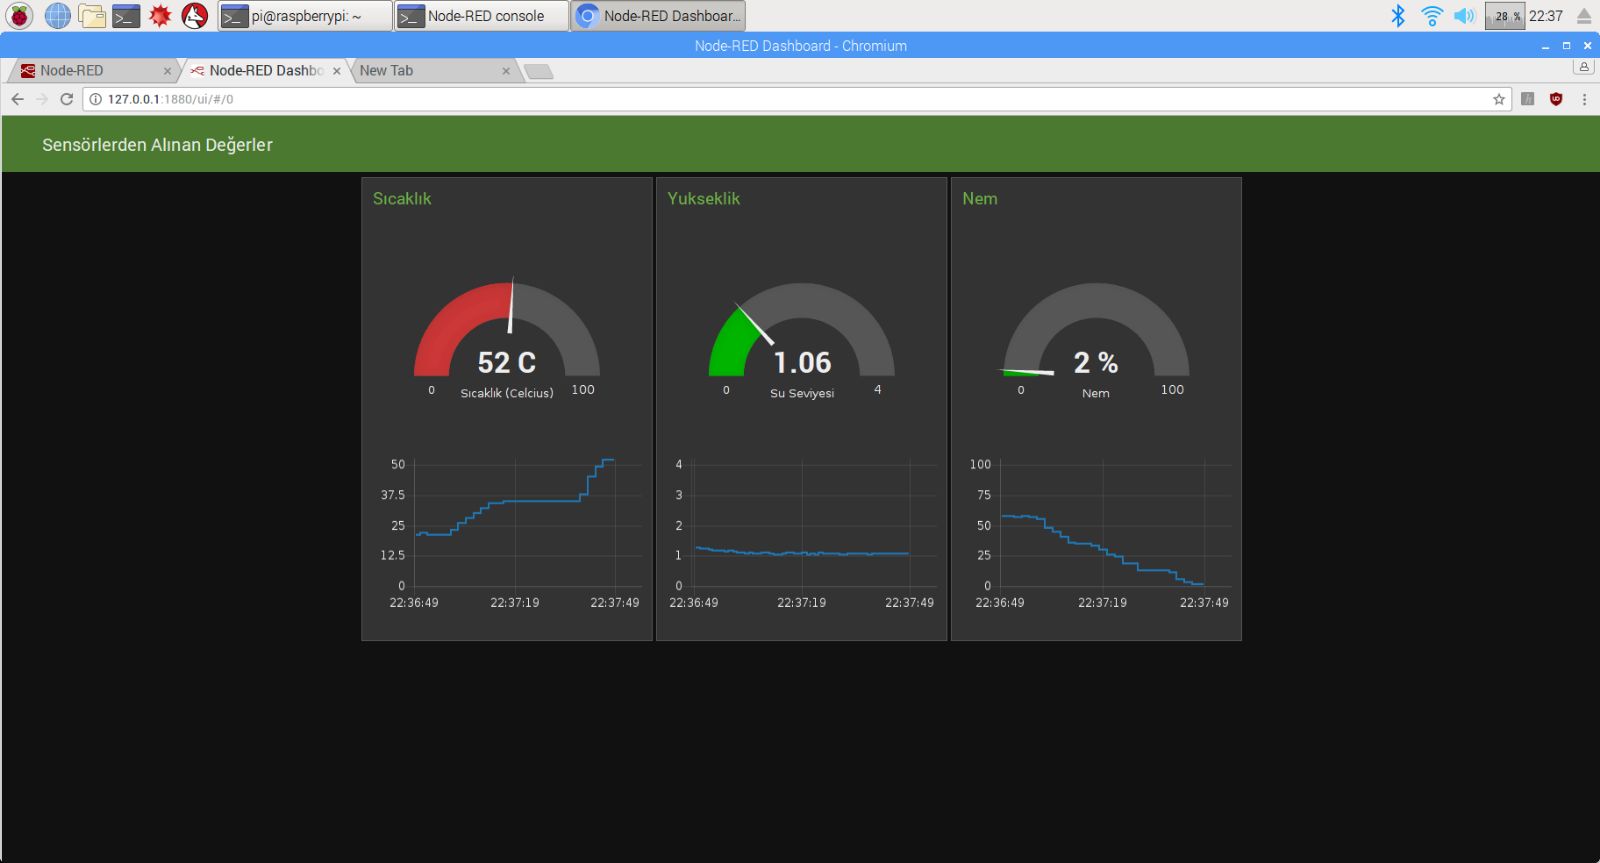 pi@raspberrypi: ~
Node-RED console
Node-RED Dashboar...
28 %
22:37
Node-RED Dashboard - Chromium
Node-RED
Node-RED Dashbo
New Tab
127.0.0.1:1880/ui/#/0
Sensörlerden Alınan Değerler
Sıcaklık
52 C
0
Sıcaklık (Celcius)
100
50
37.5
25
12.5
0
22:36:49
22:37:19
22:37:49
Yukseklik
1.06
0
Su Seviyesi
4
4
3
2
1
0
22:36:49
22:37:19
22:37:49
Nem
2 %
0
Nem
100
100
75
50
25
0
22:36:49
22:37:19
22:37:49